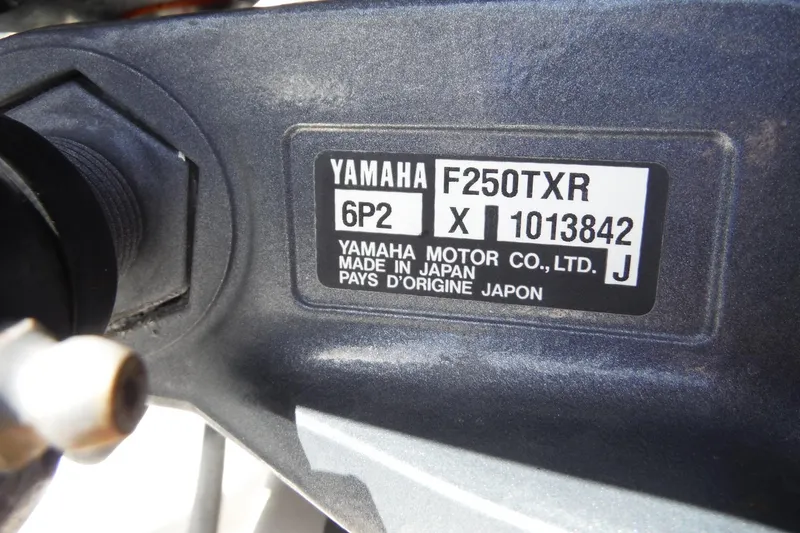 YAMAHA F250TXR
6P2 X 1013842
YAMAHA MOTOR CO., LTD. J
MADE IN JAPAN
PAYS D'ORIGINE JAPON